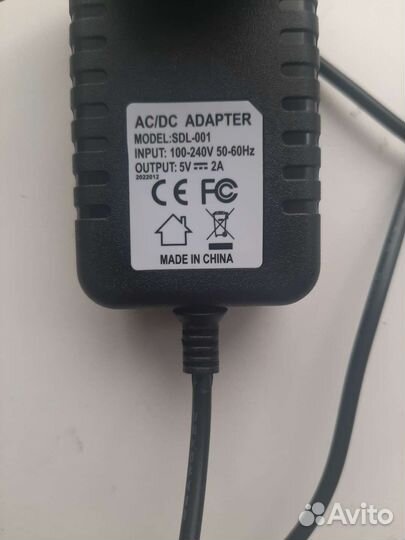 AC/DC ADAPTER
MODEL:SDL-001
INPUT: 100-240V 50-60Hz
OUTPUT: 5V ⎓ 2A
2022012
CE FC
MADE IN CHINA
Avito